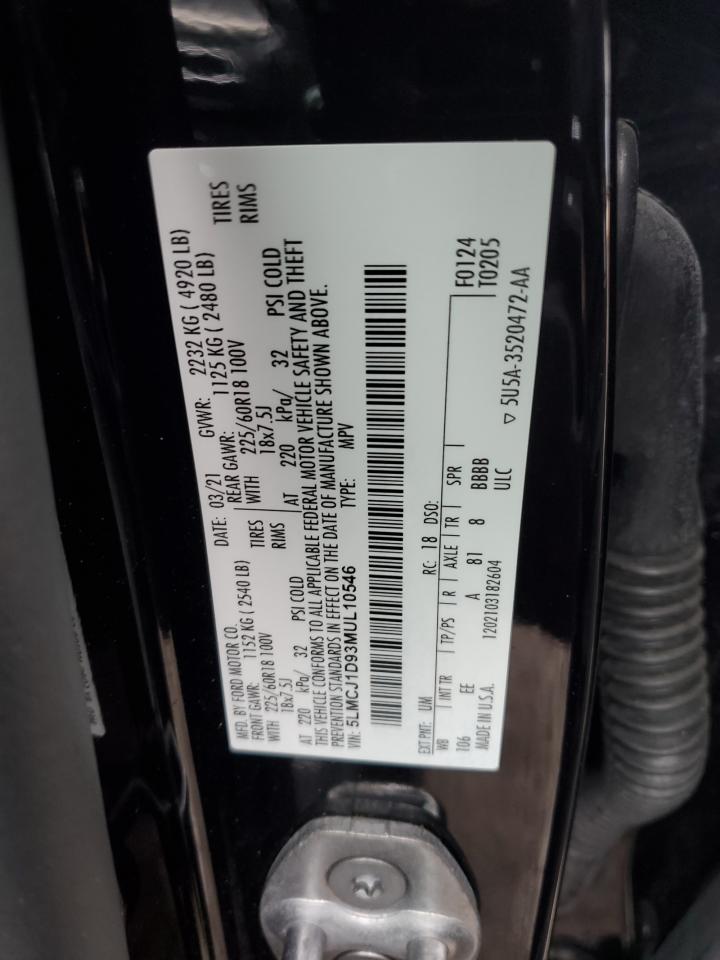 MFD. BY FORD MOTOR CO. DATE: 03/21 GVWR: 2232 KG ( 4920 LB)
FRONT GAWR: 1152 KG ( 2540 LB) REAR GAWR: 1125 KG ( 2480 LB)
WITH 225/60R18 100V TIRES WITH 225/60R18 100V TIRES
18x7.5J RIMS 18x7.5J RIMS
AT 220 kPa/ 32 PSI COLD AT 220 kPa/ 32 PSI COLD
THIS VEHICLE CONFORMS TO ALL APPLICABLE FEDERAL MOTOR VEHICLE SAFETY AND THEFT
PREVENTION STANDARDS IN EFFECT ON THE DATE OF MANUFACTURE SHOWN ABOVE.
VIN: 5LMCJ1D93MUL10546 TYPE: MPV
EXT PNT: UM RC: 18 DSO:
WB INT TR TP/PS R AXLE TR SPR F0124
106 EE A 81 8 BBBB T0205
MADE IN U.S.A. 1202103182604 ULC
▽ 5U5A-3520472-AA